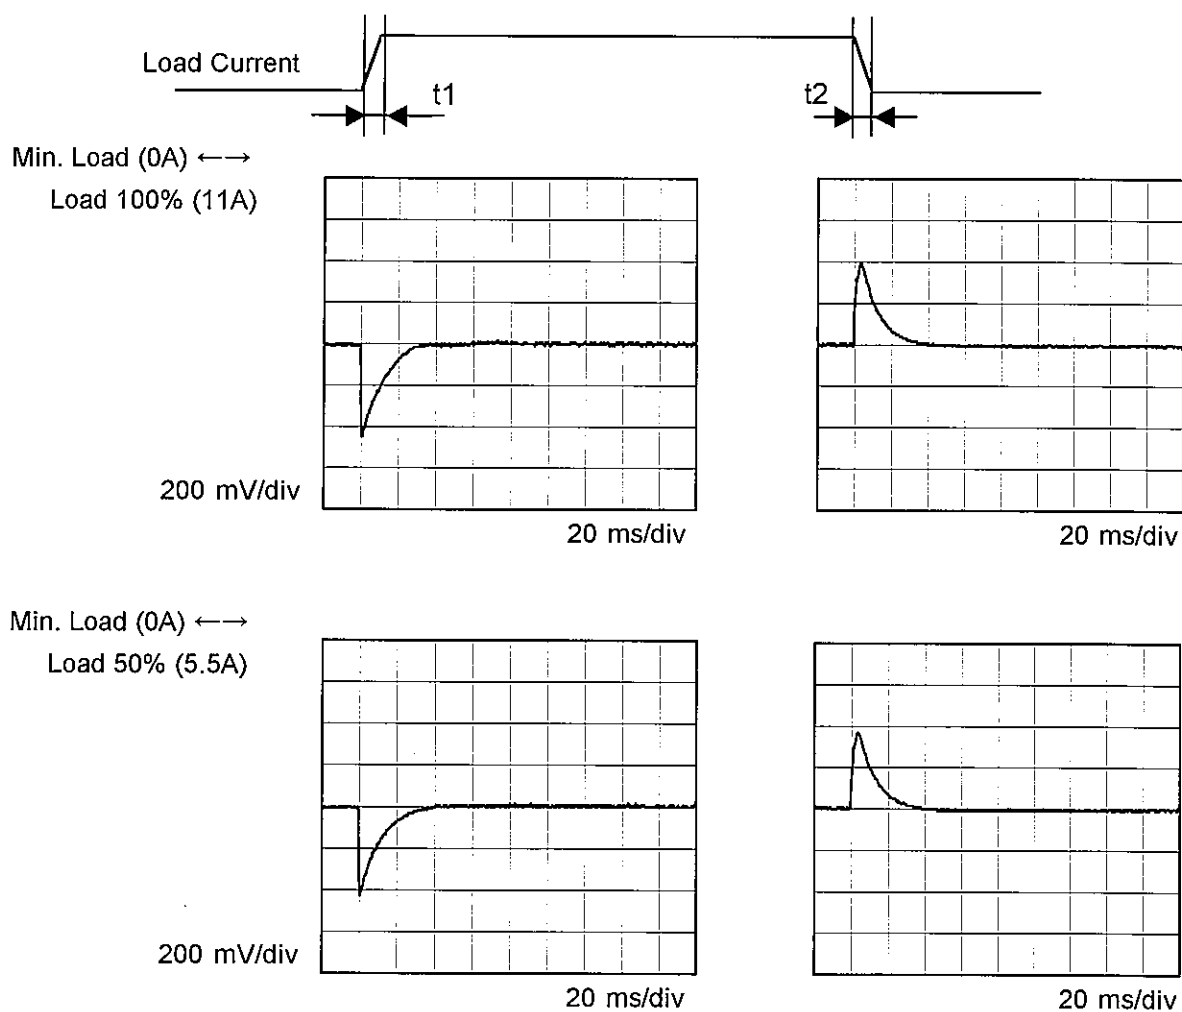 Load Current
t1
t2
Min. Load (0A) ←→
Load 100% (11A)
200 mV/div
20 ms/div
20 ms/div
Min. Load (0A) ←→
Load 50% (5.5A)
200 mV/div
20 ms/div
20 ms/div